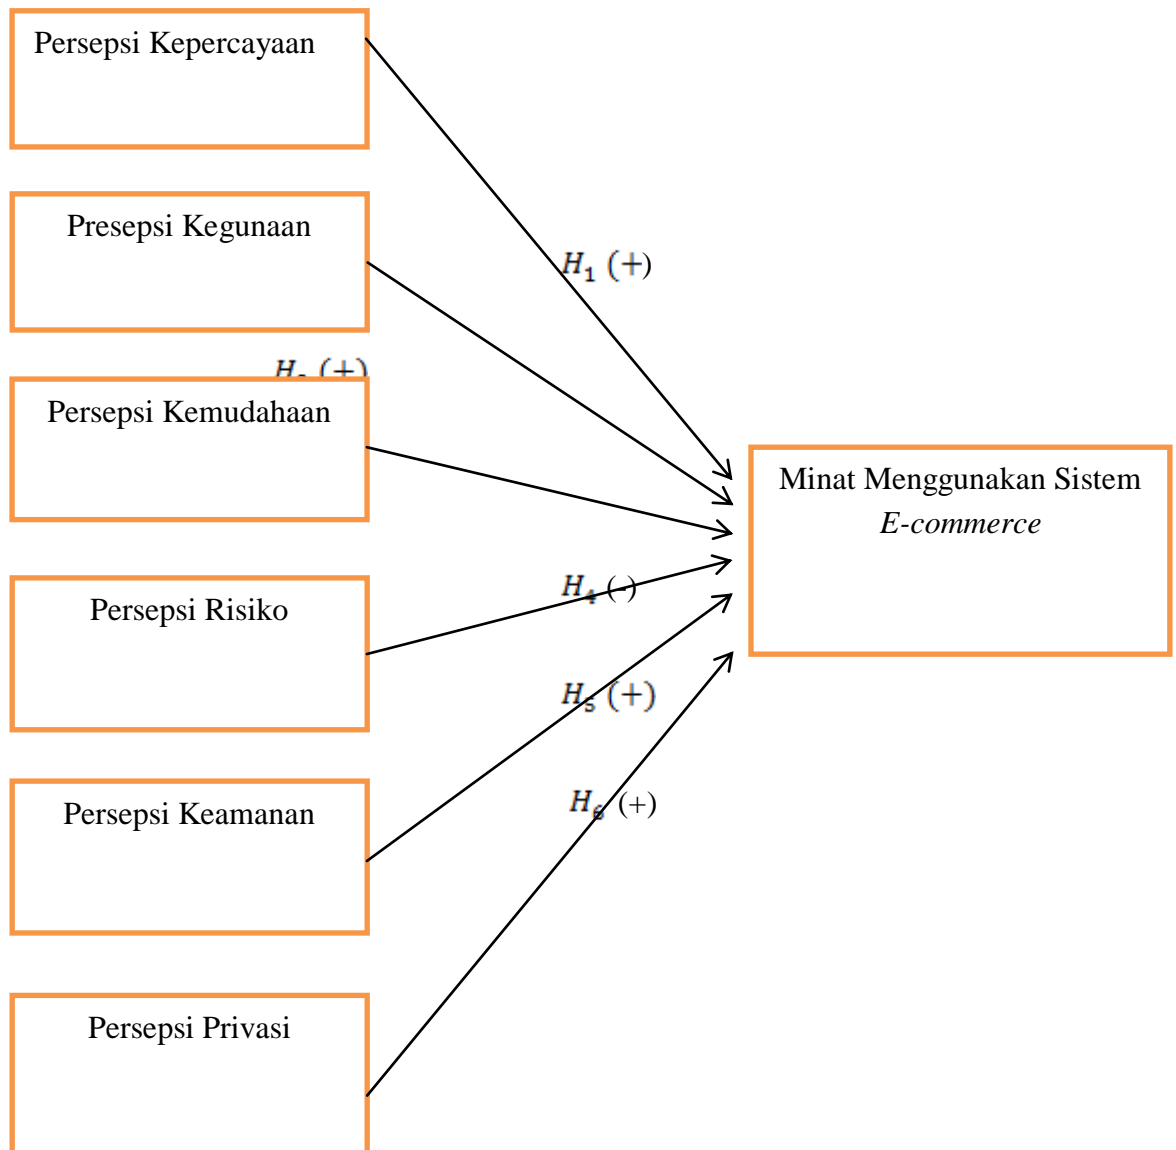 Persepsi Kepercayaan
Presepsi Kegunaan
H₁ (+)
(+)
Persepsi Kemudahaan
Minat Menggunakan Sistem
E-commerce
Persepsi Risiko
H₄ (-)
H₅ (+)
Persepsi Keamanan
H₆ (+)
Persepsi Privasi